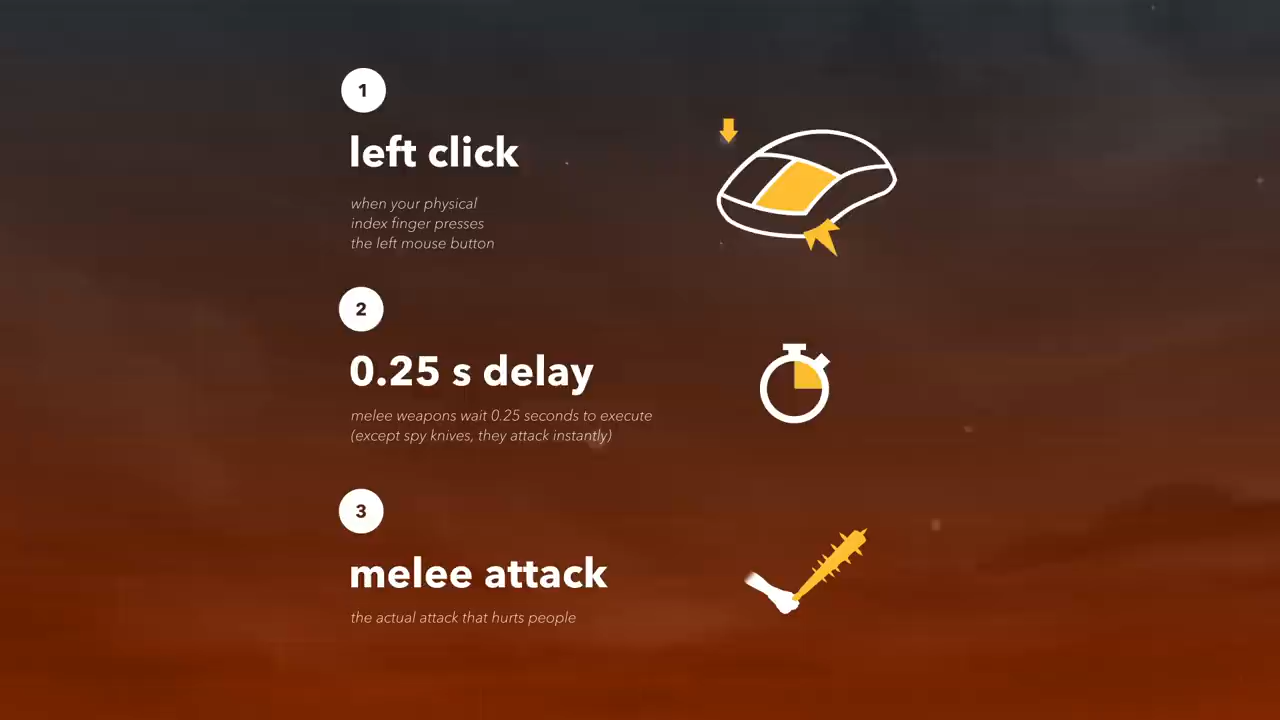 1
left click
when your physical
index finger presses
the left mouse button
2
0.25 s delay
melee weapons wait 0.25 seconds to execute
(except spy knives, they attack instantly)
3
melee attack
the actual attack that hurts people